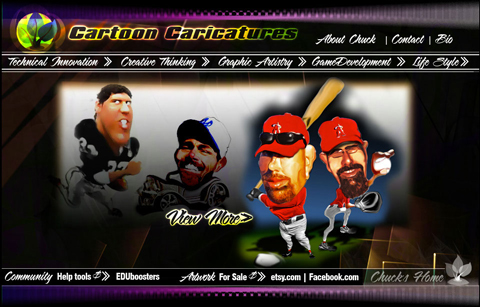 Cartoon Caricatures
About Chuck | Contact | Bio
Technical Innovation >> Creative Thinking >> Graphic Artistry >> GameDevelopment >> Life Style >>
View More>
Community Help tools >> EDUboosters Artwork For Sale >> etsy.com | Facebook.com Chuck's Home